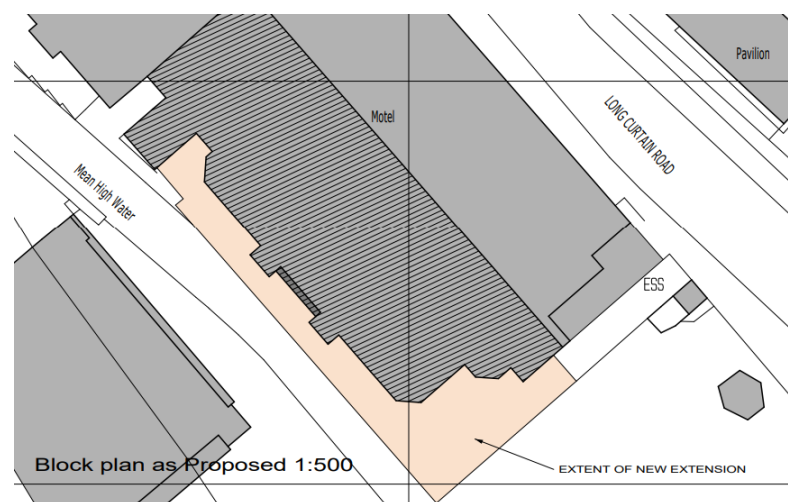 Pavilion
Motel
LONG CURTAIN ROAD
Mean High Water
ESS
Block plan as Proposed 1:500
EXTENT OF NEW EXTENSION